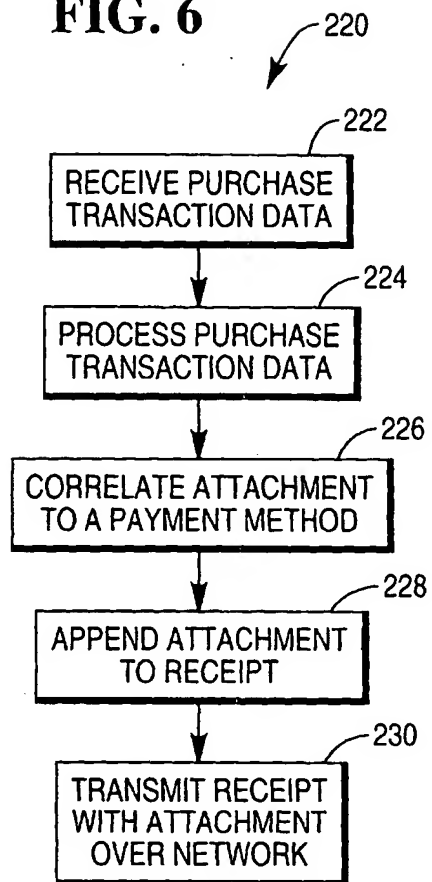 FIG. 6
220
222
RECEIVE PURCHASE
TRANSACTION DATA
224
PROCESS PURCHASE
TRANSACTION DATA
226
CORRELATE ATTACHMENT
TO A PAYMENT METHOD
228
APPEND ATTACHMENT
TO RECEIPT
230
TRANSMIT RECEIPT
WITH ATTACHMENT
OVER NETWORK